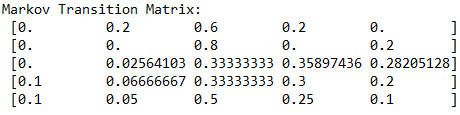 Markov Transition Matrix:
[0. 0.2 0.6 0.2 0. ]
[0. 0. 0.8 0. 0.2 ]
[0. 0.02564103 0.33333333 0.35897436 0.28205128]
[0.1 0.06666667 0.33333333 0.3 0.2 ]
[0.1 0.05 0.5 0.25 0.1 ]